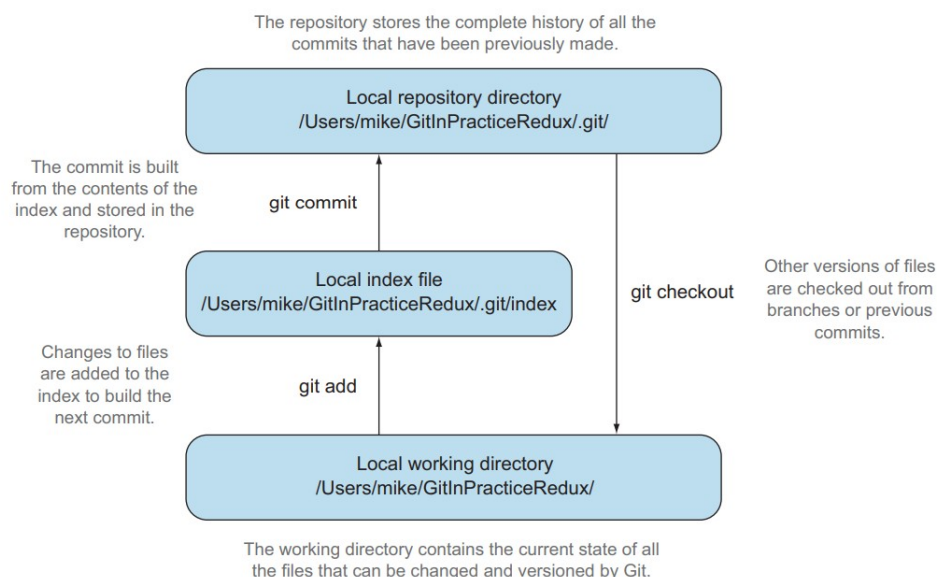 The repository stores the complete history of all the
commits that have been previously made.
Local repository directory
/Users/mike/GitInPracticeRedux/.git/
The commit is built
from the contents of the
index and stored in the
repository.
git commit
Local index file
/Users/mike/GitInPracticeRedux/.git/index
git checkout
Other versions of files
are checked out from
branches or previous
commits.
Changes to files
are added to the
index to build the
next commit.
git add
Local working directory
/Users/mike/GitInPracticeRedux/
The working directory contains the current state of all
the files that can be changed and versioned by Git.